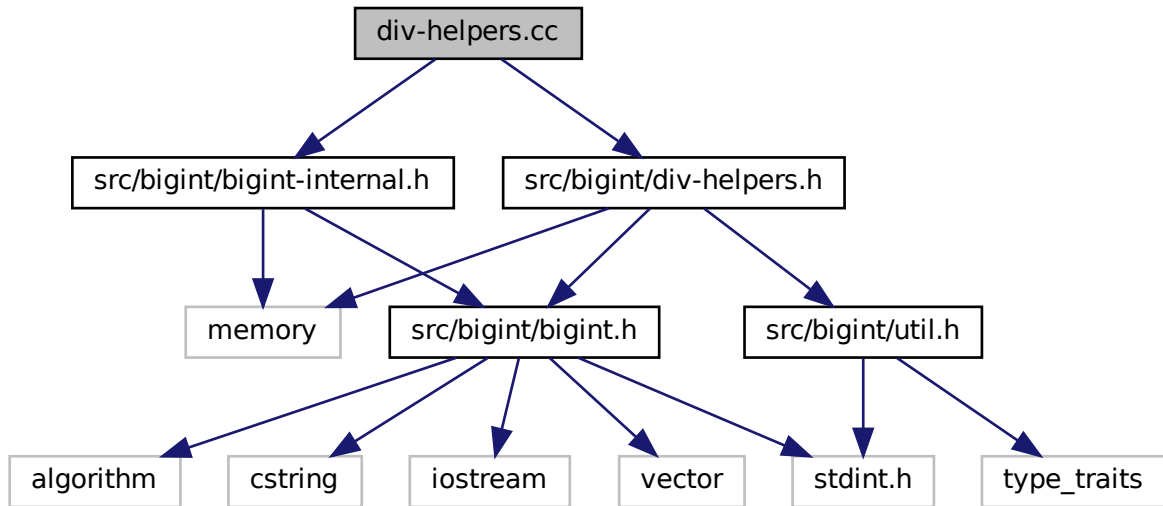 div-helpers.cc
src/bigint/bigint-internal.h
src/bigint/div-helpers.h
memory
src/bigint/bigint.h
src/bigint/util.h
algorithm
cstring
iostream
vector
stdint.h
type_traits